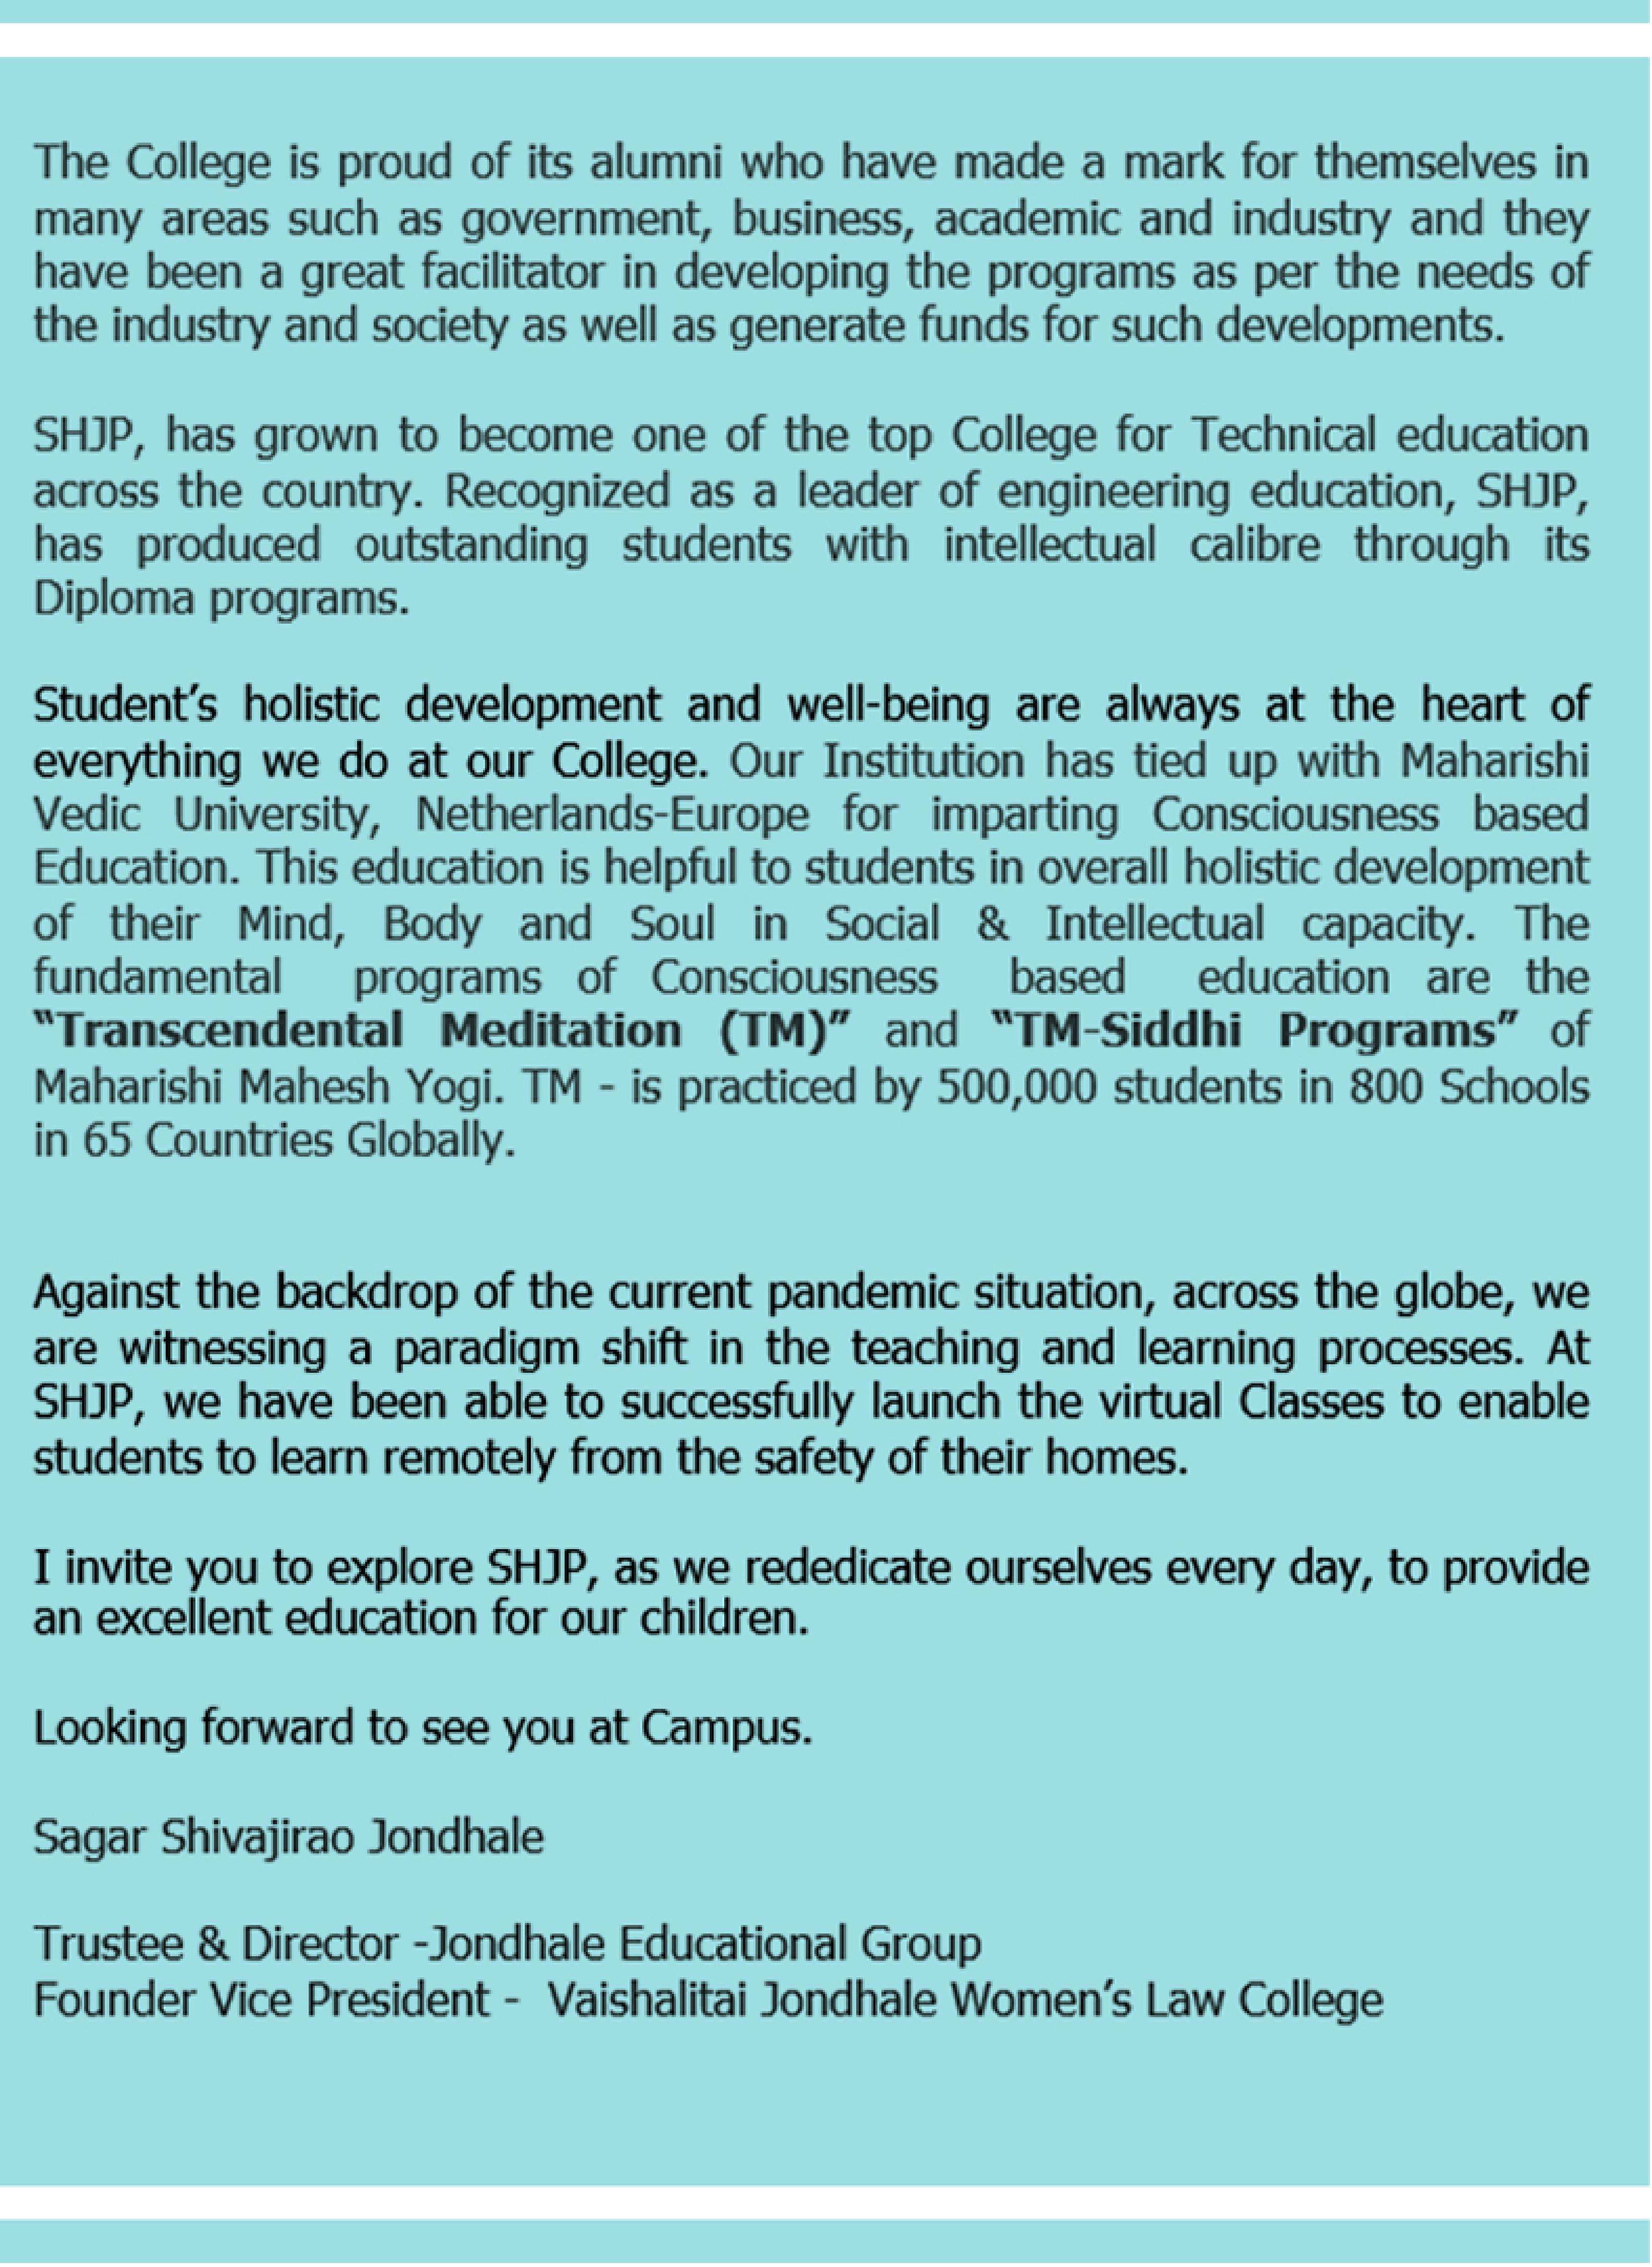 The College is proud of its alumni who have made a mark for themselves in
many areas such as government, business, academic and industry and they
have been a great facilitator in developing the programs as per the needs of
the industry and society as well as generate funds for such developments.
SHJP, has grown to become one of the top College for Technical education
across the country. Recognized as a leader of engineering education, SHJP,
has produced outstanding students with intellectual calibre through its
Diploma programs.
Student’s holistic development and well-being are always at the heart of
everything we do at our College. Our Institution has tied up with Maharishi
Vedic University, Netherlands-Europe for imparting Consciousness based
Education. This education is helpful to students in overall holistic development
of their Mind, Body and Soul in Social & Intellectual capacity. The
fundamental programs of Consciousness based education are the
“Transcendental Meditation (TM)” and “TM-Siddhi Programs” of
Maharishi Mahesh Yogi. TM - is practiced by 500,000 students in 800 Schools
in 65 Countries Globally.
Against the backdrop of the current pandemic situation, across the globe, we
are witnessing a paradigm shift in the teaching and learning processes. At
SHJP, we have been able to successfully launch the virtual Classes to enable
students to learn remotely from the safety of their homes.
I invite you to explore SHJP, as we rededicate ourselves every day, to provide
an excellent education for our children.
Looking forward to see you at Campus.
Sagar Shivajirao Jondhale
Trustee & Director -Jondhale Educational Group
Founder Vice President - Vaishalitai Jondhale Women’s Law College